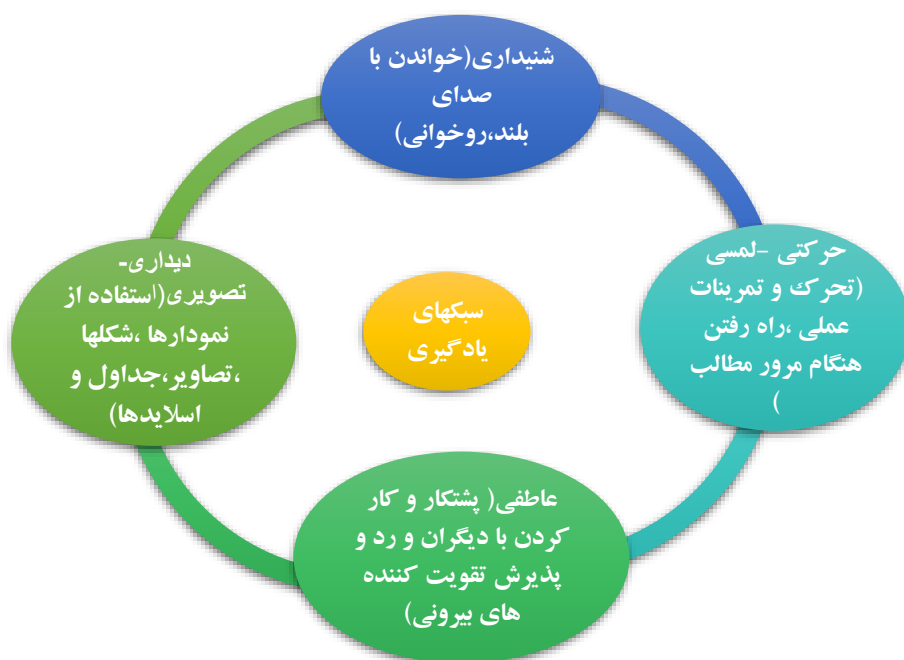 شنیداری(خواندن با
صدای
بلند،روخوانی)
حرکتی –لمسی
(تحرک و تمرینات
عملی ،راه رفتن
هنگام مرور مطالب
)
سبکهای
یادگیری
دیداری-
تصویری(استفاده از
نمودارها ،شکلها
،تصاویر،جداول و
اسلایدها)
عاطفی( پشتکار و کار
کردن با دیگران و رد و
پذیرش تقویت کننده
های بیرونی)